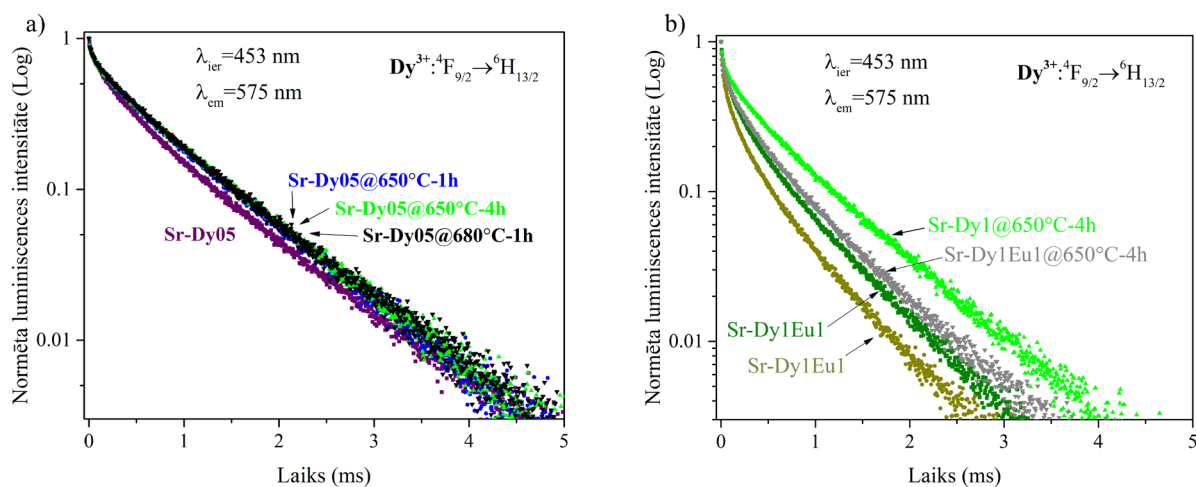 a)
Normēta luminiscences intensitāte (Log)
1
0.1
0.01
λier=453 nm
λem=575 nm
Dy3+:4F9/2→6H13/2
Sr-Dy05@650°C-1h
Sr-Dy05@650°C-4h
Sr-Dy05@680°C-1h
Sr-Dy05
0 1 2 3 4 5
Laiks (ms)
b)
Normēta luminiscences intensitāte (Log)
1
0.1
0.01
λier=453 nm
λem=575 nm
Dy3+:4F9/2→6H13/2
Sr-Dy1@650°C-4h
Sr-Dy1Eu1@650°C-4h
Sr-Dy1Eu1
Sr-Dy1Eu1
0 1 2 3 4 5
Laiks (ms)